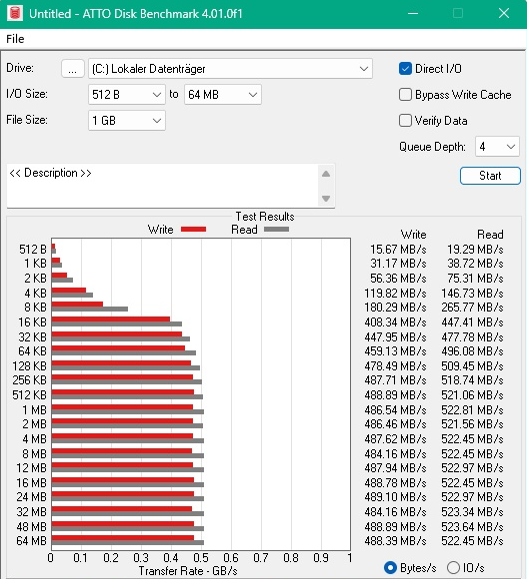 Untitled - ATTO Disk Benchmark 4.01.0f1
File
Drive: ... (C:) Lokaler Datenträger
Direct I/O
I/O Size: 512 B to 64 MB
Bypass Write Cache
File Size: 1 GB
Verify Data
Queue Depth: 4
<< Description >>
Start
Test Results
Write Read Write Read
512 B 15.67 MB/s 19.29 MB/s
1 KB 31.17 MB/s 38.72 MB/s
2 KB 56.36 MB/s 75.31 MB/s
4 KB 119.82 MB/s 146.73 MB/s
8 KB 180.29 MB/s 265.77 MB/s
16 KB 408.34 MB/s 447.41 MB/s
32 KB 447.95 MB/s 477.78 MB/s
64 KB 459.13 MB/s 496.08 MB/s
128 KB 478.49 MB/s 509.45 MB/s
256 KB 487.71 MB/s 518.74 MB/s
512 KB 488.89 MB/s 521.06 MB/s
1 MB 486.54 MB/s 522.81 MB/s
2 MB 486.46 MB/s 521.56 MB/s
4 MB 487.62 MB/s 522.45 MB/s
8 MB 484.16 MB/s 522.45 MB/s
12 MB 487.94 MB/s 522.97 MB/s
16 MB 488.78 MB/s 522.45 MB/s
24 MB 489.10 MB/s 522.97 MB/s
32 MB 484.16 MB/s 523.34 MB/s
48 MB 488.89 MB/s 523.64 MB/s
64 MB 488.39 MB/s 522.45 MB/s
0 0.1 0.2 0.3 0.4 0.5 0.6 0.7 0.8 0.9 1
Transfer Rate - GB/s
Bytes/s IO/s